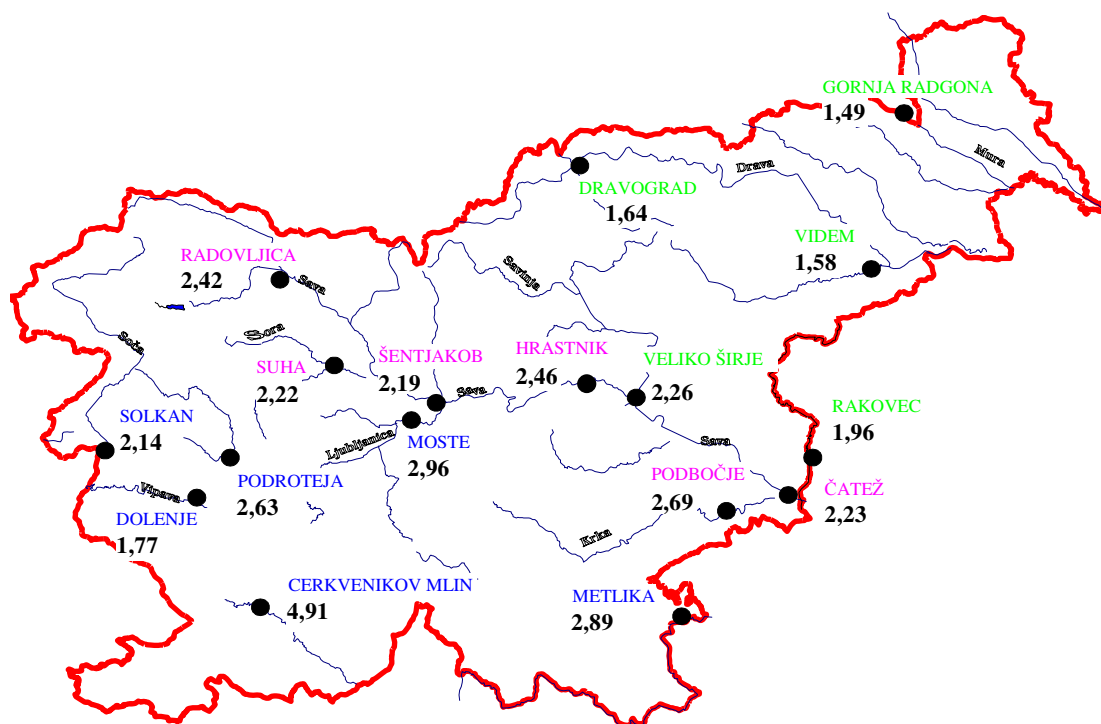 GORNJA RADGONA
1,49
Mura
Drava
DRAVOGRAD
1,64
VIDEM
1,58
RADOVLJICA
2,42
Sava
Savinja
Soča
Sora
SUHA
2,22
ŠENTJAKOB
2,19
Sava
HRASTNIK
2,46
VELIKO ŠIRJE
2,26
SOLKAN
2,14
Ljubljanica
MOSTE
2,96
RAKOVEC
1,96
Sava
PODROTEJA
2,63
Vipava
DOLENJE
1,77
PODBOČJE
2,69
ČATEŽ
2,23
Krka
CERKVENIKOV MLIN
4,91
METLIKA
2,89